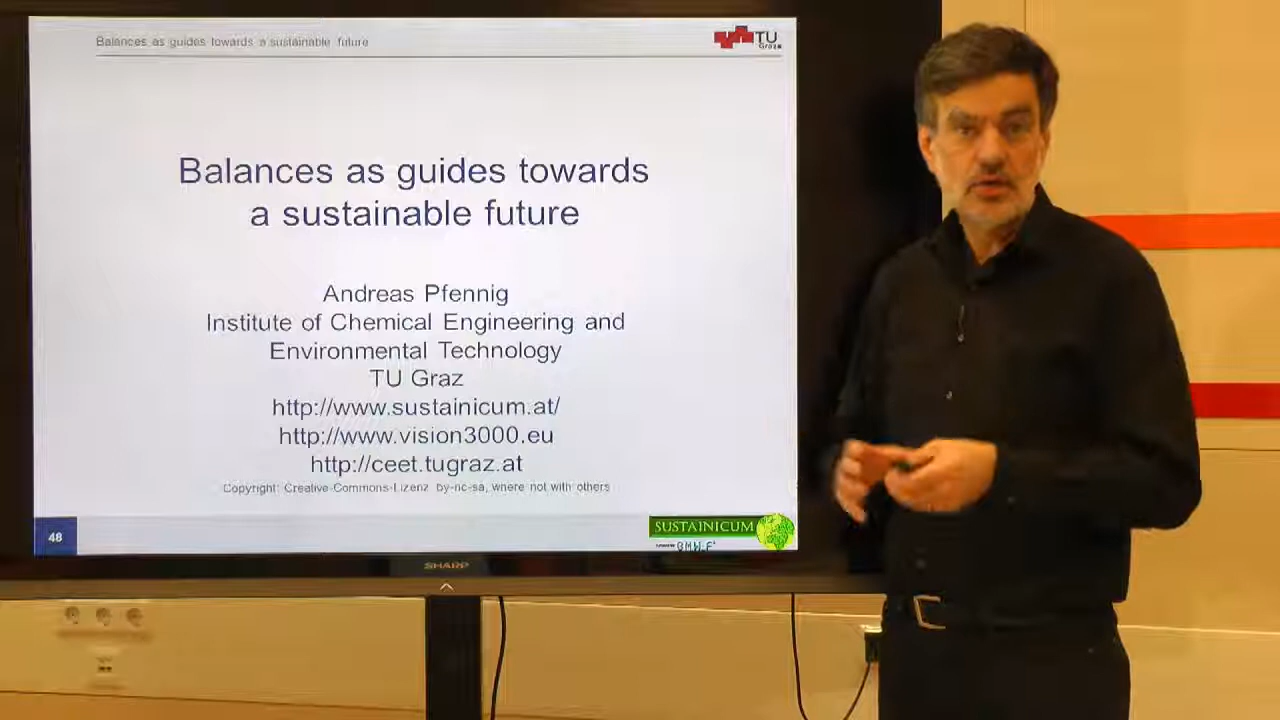 Balances as guides towards a sustainable future
TU
Graz
Balances as guides towards
a sustainable future
Andreas Pfennig
Institute of Chemical Engineering and
Environmental Technology
TU Graz
http://www.sustainicum.at/
http://www.vision3000.eu
http://ceet.tugraz.at
Copyright: Creative-Commons-Lizenz by-nc-sa, where not with others
48
SUSTAINICUM
SHARP